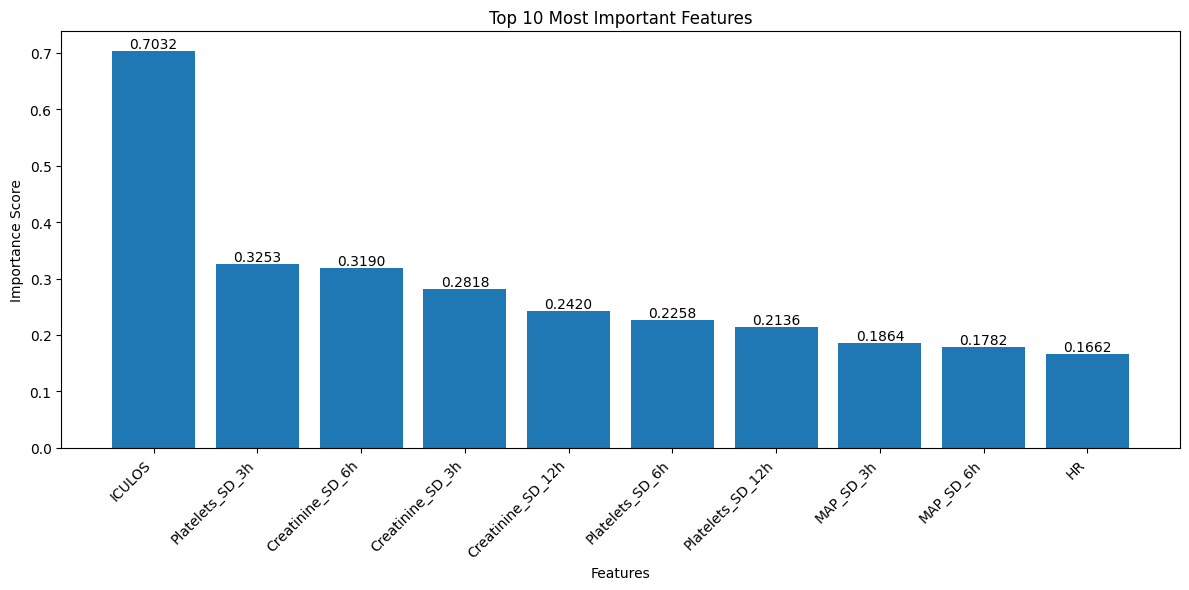 Top 10 Most Important Features
Importance Score
0.7
0.6
0.5
0.4
0.3
0.2
0.1
0.0
0.7032
0.3253
0.3190
0.2818
0.2420
0.2258
0.2136
0.1864
0.1782
0.1662
ICULOS
Platelets_SD_3h
Creatinine_SD_6h
Creatinine_SD_3h
Creatinine_SD_12h
Platelets_SD_6h
Platelets_SD_12h
MAP_SD_3h
MAP_SD_6h
HR
Features